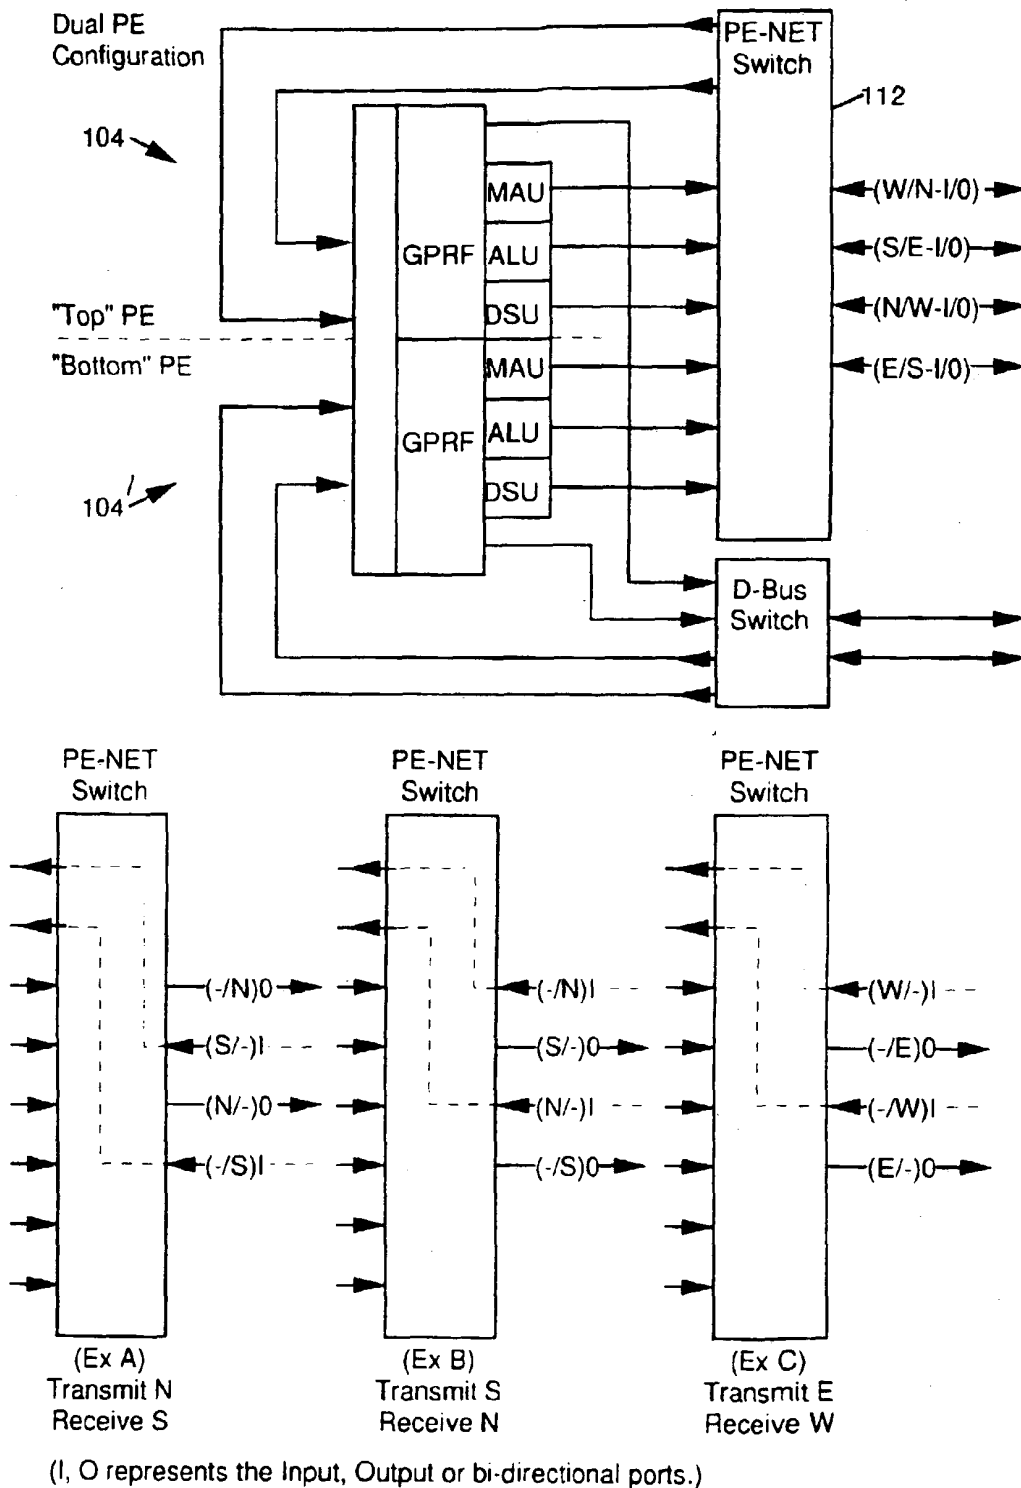 Dual PE
Configuration
PE-NET
Switch
112
104
MAU
(W/N-I/0)
GPRF
ALU
(S/E-I/0)
DSU
(N/W-I/0)
"Top" PE
"Bottom" PE
MAU
(E/S-I/0)
GPRF
ALU
DSU
104'
D-Bus
Switch
PE-NET
Switch
PE-NET
Switch
PE-NET
Switch
(-/N)0
(-/N)I
(W/-)I
(S/-)I
(S/-)0
(-/E)0
(N/-)0
(N/-)I
(-/W)I
(-/S)I
(-/S)0
(E/-)0
(Ex A)
Transmit N
Receive S
(Ex B)
Transmit S
Receive N
(Ex C)
Transmit E
Receive W
(I, O represents the Input, Output or bi-directional ports.)